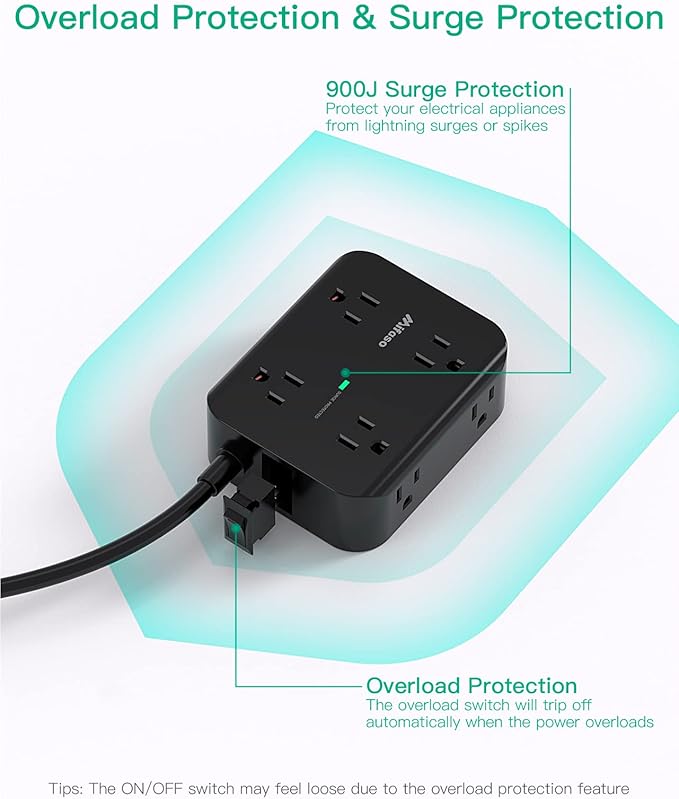 Overload Protection & Surge Protection
900J Surge Protection
Protect your electrical appliances
from lightning surges or spikes
Mifaso
SURGE PROTECTED
Overload Protection
The overload switch will trip off
automatically when the power overloads
Tips: The ON/OFF switch may feel loose due to the overload protection feature